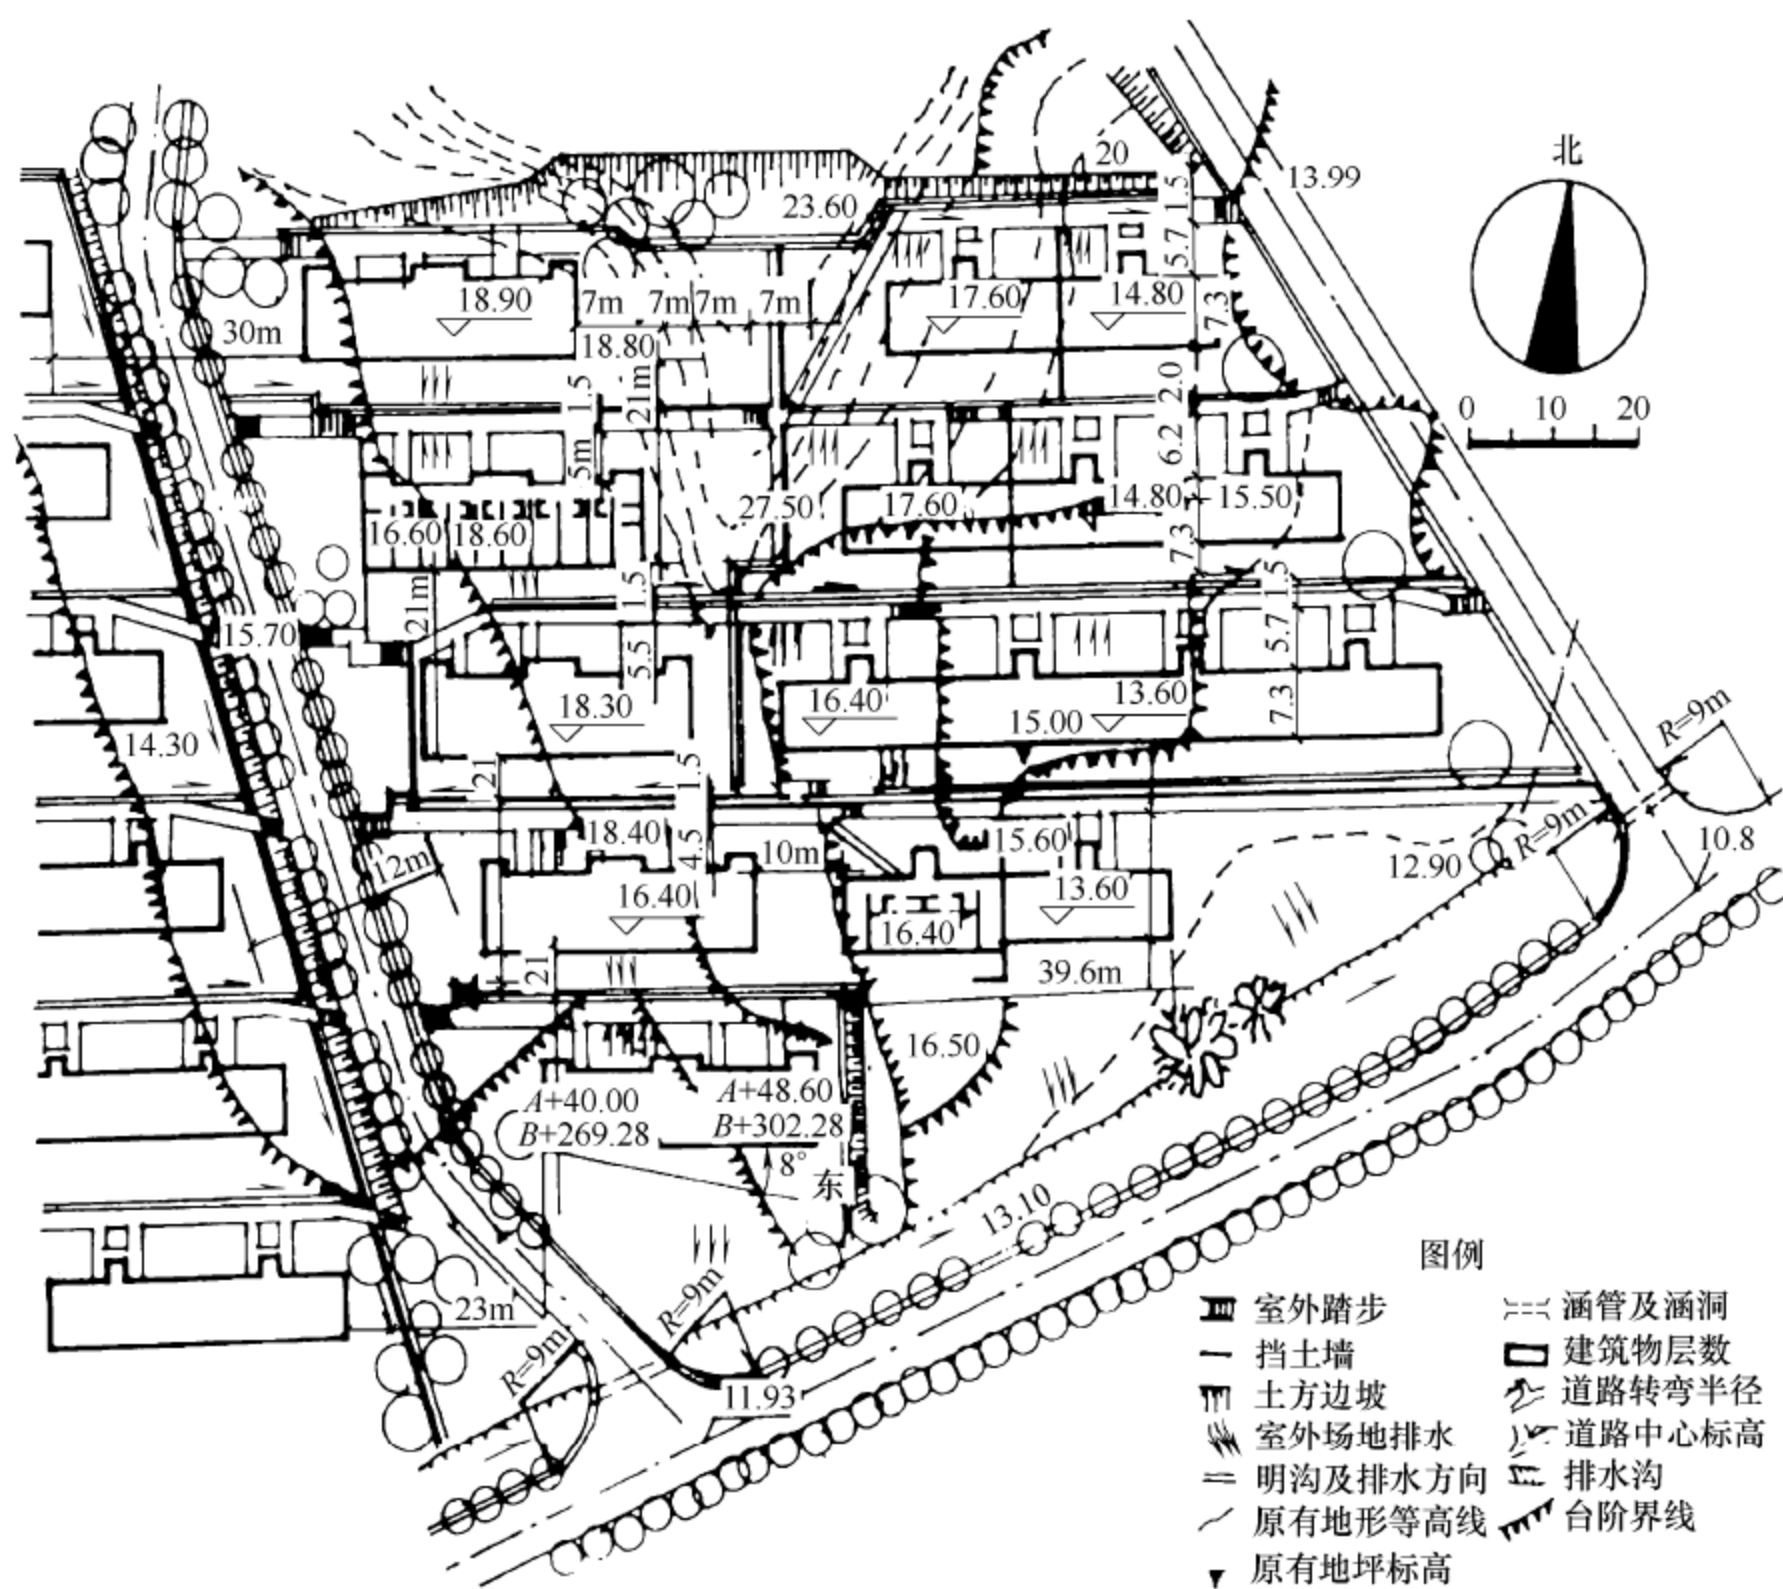 北
20
13.99
1.5
23.60
5.7
18.90
7m
7m
7m
7m
17.60
14.80
7.3
30m
18.80
1.5
21m
2.0
0 10 20
5m
6.2
16.60
18.60
27.50
17.60
14.80
15.50
7.3
21m
1.5
1.5
15.70
5.5
5.7
18.30
16.40
13.60
15.00
7.3
R=9m
14.30
21
1.5
18.40
4.5
10m
15.60
R=9m
10.8
12m
12.90
16.40
13.60
16.40
21
39.6m
16.50
A+40.00
B+269.28
A+48.60
B+302.28
8°
东
13.10
23m
R=9m
R=9m
11.93
图例
室外踏步
涵管及涵洞
挡土墙
建筑物层数
土方边坡
道路转弯半径
室外场地排水
道路中心标高
明沟及排水方向
排水沟
原有地形等高线
台阶界线
原有地坪标高